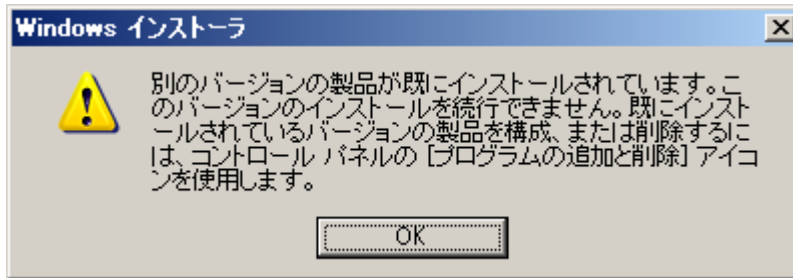 Windows インストーラ
別のバージョンの製品が既にインストールされています。こ
のバージョンのインストールを続行できません。既にインスト
ールされているバージョンの製品を構成、または削除するに
は、コントロール パネルの [プログラムの追加と削除] アイコ
ンを使用します。
OK